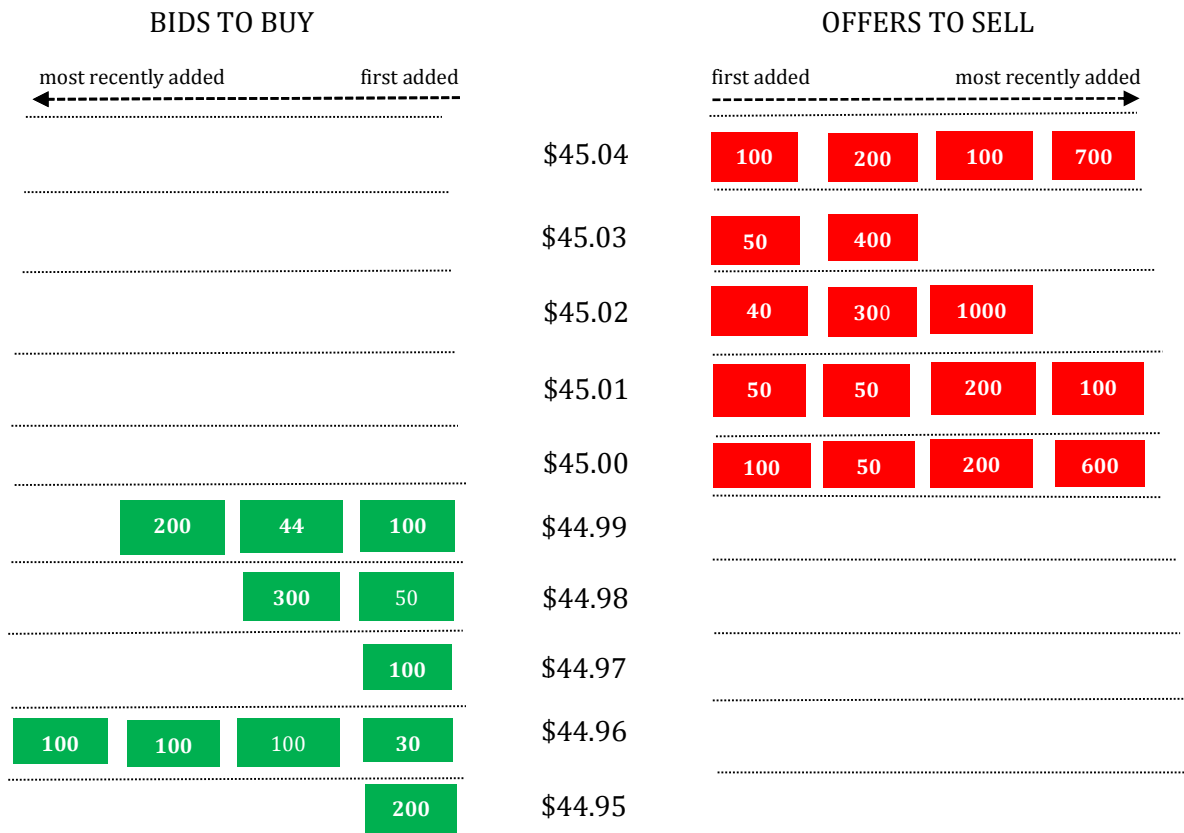 BIDS TO BUY OFFERS TO SELL
most recently added first added first added most recently added
$45.04 100 200 100 700
$45.03 50 400
$45.02 40 300 1000
$45.01 50 50 200 100
$45.00 100 50 200 600
200 44 100 $44.99
300 50 $44.98
100 $44.97
100 100 100 30 $44.96
200 $44.95